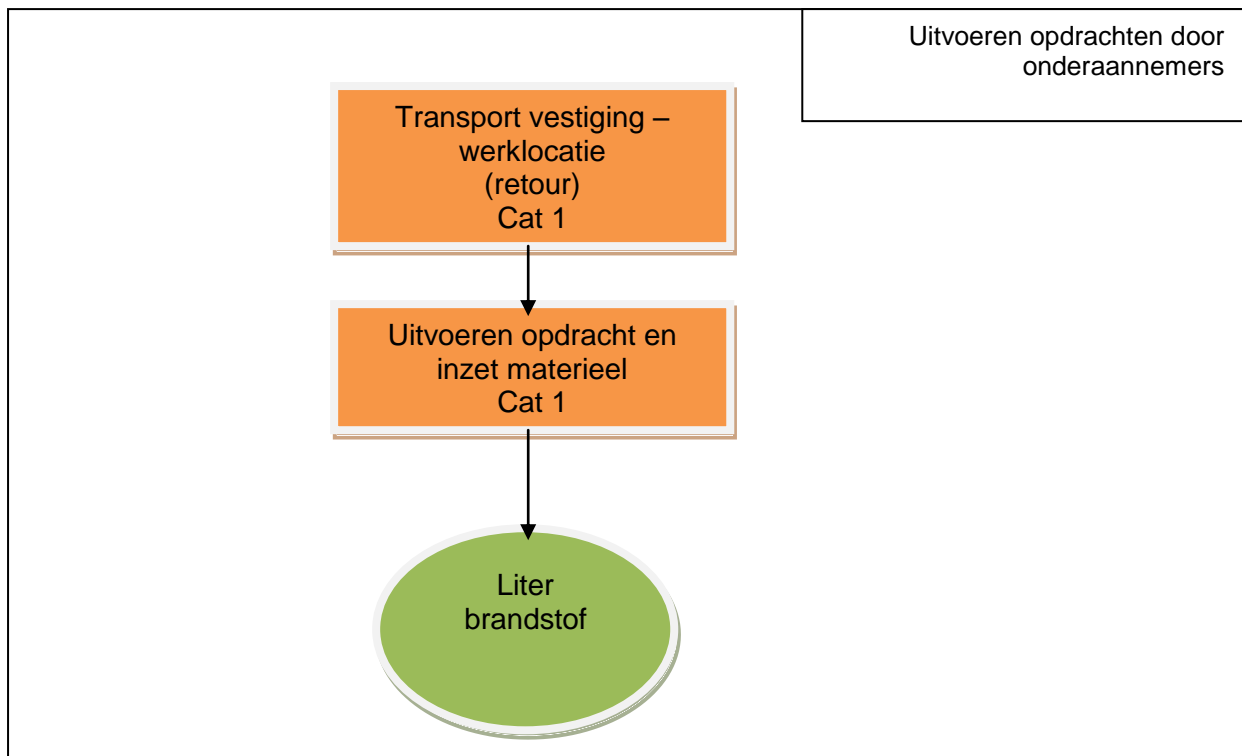 Uitvoeren opdrachten door
onderaannemers
Transport vestiging –
werklocatie
(retour)
Cat 1
Uitvoeren opdracht en
inzet materieel
Cat 1
Liter
brandstof